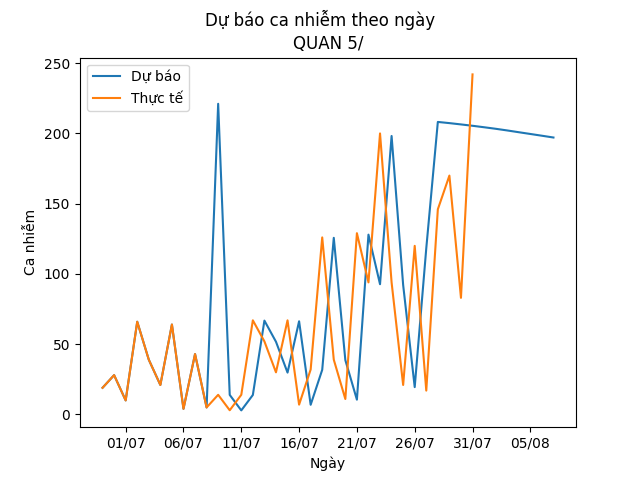 Dự báo ca nhiễm theo ngày
QUAN 5/
Dự báo
Thực tế
Ca nhiễm
250
200
150
100
50
0
01/07 06/07 11/07 16/07 21/07 26/07 31/07 05/08
Ngày